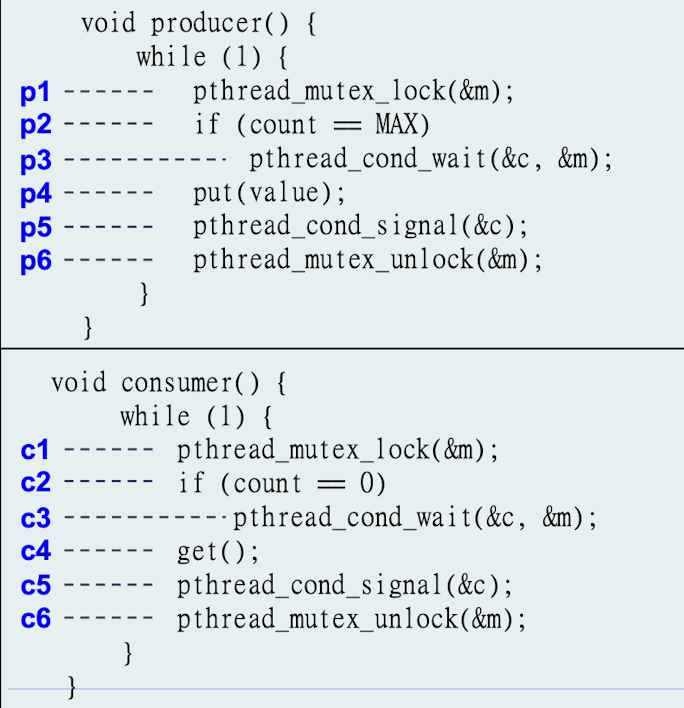 void producer() {
while (1) {
p1 ------ pthread_mutex_lock(&m);
p2 ------ if (count == MAX)
p3 ----------- pthread_cond_wait(&c, &m);
p4 ------ put(value);
p5 ------ pthread_cond_signal(&c);
p6 ------ pthread_mutex_unlock(&m);
}
}
void consumer() {
while (1) {
c1 ------ pthread_mutex_lock(&m);
c2 ------ if (count == 0)
c3 ----------- pthread_cond_wait(&c, &m);
c4 ------ get();
c5 ------ pthread_cond_signal(&c);
c6 ------ pthread_mutex_unlock(&m);
}
}